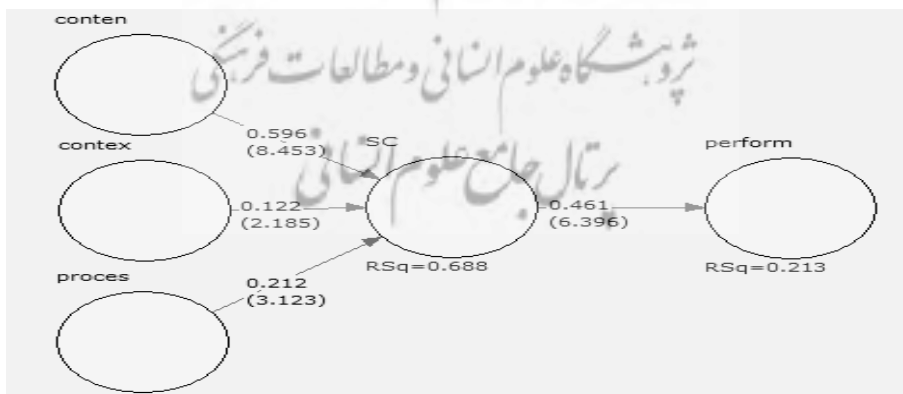 conten
پژوهشگاه علوم انسانی و مطالعات فرهنگی
0.596
(8.453)
SC
contex
perform
پرتال جامع علوم انسانی
0.122
(2.185)
0.461
(6.396)
RSq=0.688
RSq=0.213
proces
0.212
(3.123)